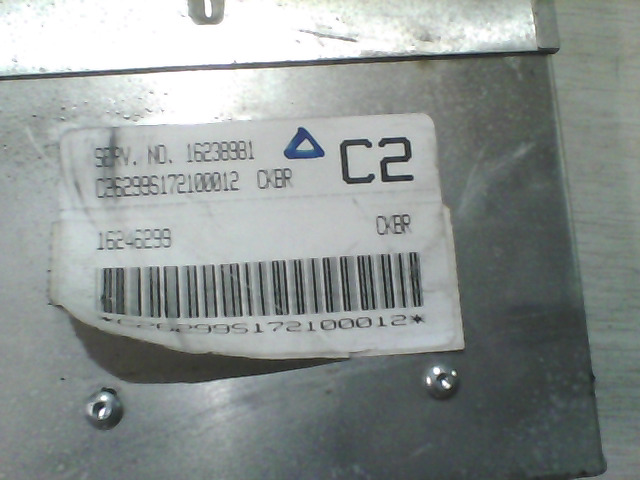 SERV. NO. 16238981
C2
C26299S172100012 CKBR
16246299 CKBR
*C26299S172100012*